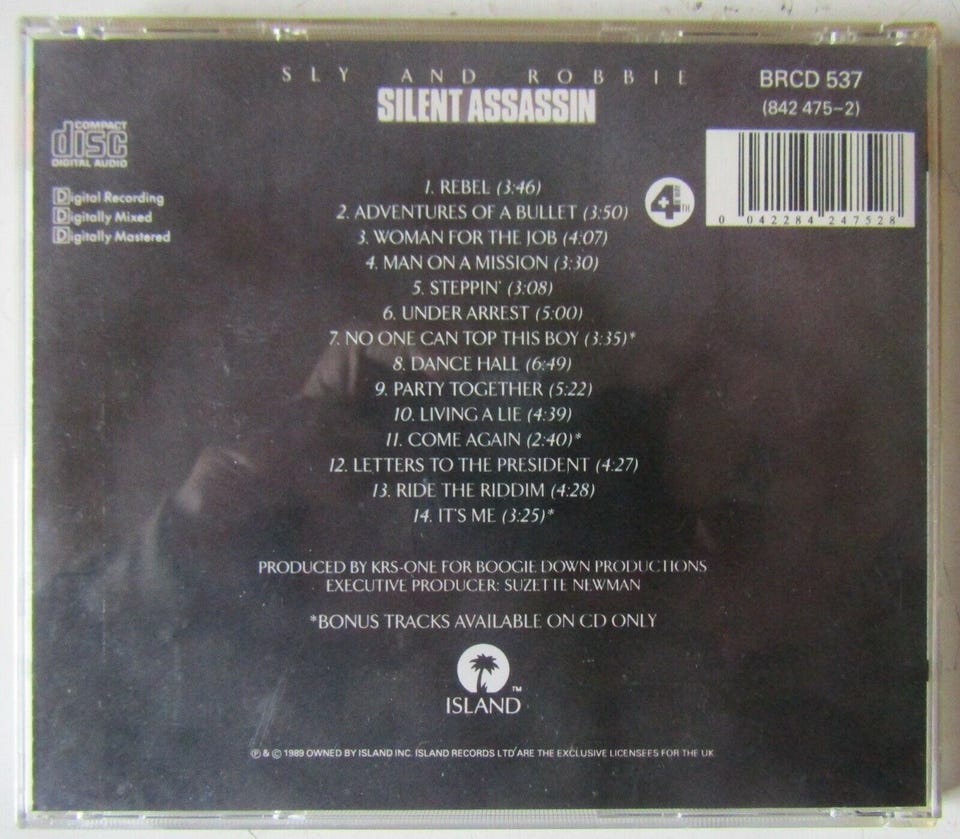 SLY AND ROBBIE
SILENT ASSASSIN
BRCD 537
(842 475-2)
COMPACT
disc
DIGITAL AUDIO
Digital Recording
Digitally Mixed
Digitally Mastered
4TH
0 042284 247528
1. REBEL (3:46)
2. ADVENTURES OF A BULLET (3:50)
3. WOMAN FOR THE JOB (4:07)
4. MAN ON A MISSION (3:30)
5. STEPPIN' (3:08)
6. UNDER ARREST (5:00)
7. NO ONE CAN TOP THIS BOY (3:35)*
8. DANCE HALL (6:49)
9. PARTY TOGETHER (5:22)
10. LIVING A LIE (4:39)
11. COME AGAIN (2:40)*
12. LETTERS TO THE PRESIDENT (4:27)
13. RIDE THE RIDDIM (4:28)
14. IT'S ME (3:25)*
PRODUCED BY KRS-ONE FOR BOOGIE DOWN PRODUCTIONS
EXECUTIVE PRODUCER: SUZETTE NEWMAN
*BONUS TRACKS AVAILABLE ON CD ONLY
ISLAND™
℗ & © 1989 OWNED BY ISLAND INC. ISLAND RECORDS LTD ARE THE EXCLUSIVE LICENSEES FOR THE UK